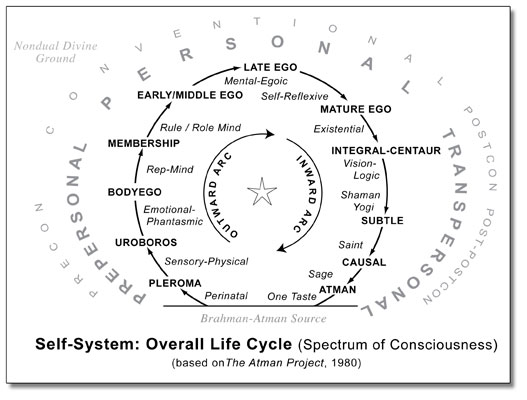 Nondual Divine
Ground
CONVENTIONAL
PERSONAL
PRECON
PREPERSONAL
TRANSPERSONAL
POSTCON POST-POSTCON
LATE EGO
Mental-Egoic
EARLY/MIDDLE EGO
Self-Reflexive
MATURE EGO
Rule / Role Mind
Existential
MEMBERSHIP
INTEGRAL-CENTAUR
Vision-
Logic
Rep-Mind
OUTWARD ARC
INWARD ARC
BODYEGO
Shaman
Yogi
Emotional-
Phantasmic
SUBTLE
UROBOROS
Saint
Sensory-Physical
CAUSAL
Sage
PLEROMA
ATMAN
Perinatal
One Taste
Brahman-Atman Source
Self-System: Overall Life Cycle (Spectrum of Consciousness)
(based onThe Atman Project, 1980)